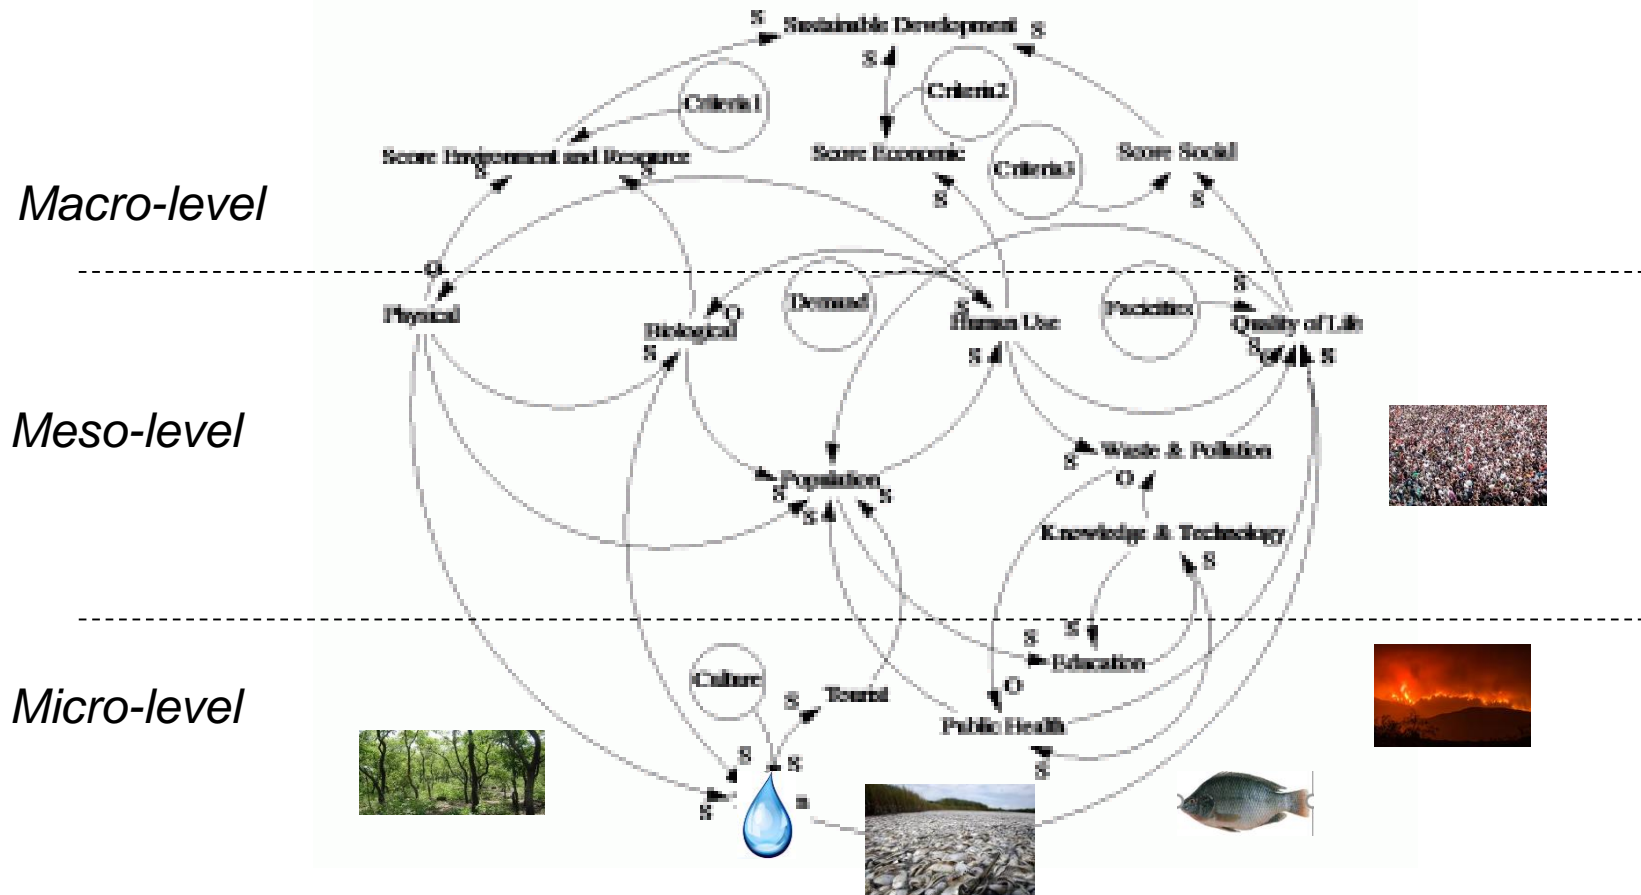 S
Sustainable Development
S
S
Criteria1
Criteria2
Score Environment and Resource
S
S
Score Economic
Criteria3
Score Social
S
S
Macro-level
O
Physical
Biological
O
S
Demand
S
Human Use
S
Facicities
S
Quality of Life
S
O
S
Meso-level
S
Waste & Pollution
O
Population
S
S
S
Knowledge & Technology
S
S
S
Education
Micro-level
Culture
S
Tourist
O
Public Health
S
S
S
S